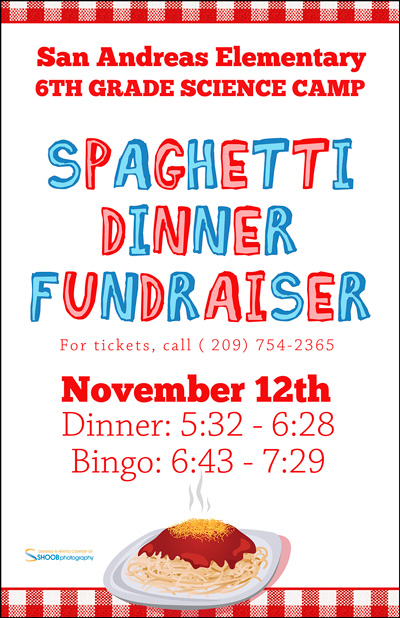 San Andreas Elementary
6TH GRADE SCIENCE CAMP
SPAGHETTI
DINNER
FUNDRAISER
For tickets, call ( 209) 754-2365
November 12th
Dinner: 5:32 - 6:28
Bingo: 6:43 - 7:29
SHOOBphotography